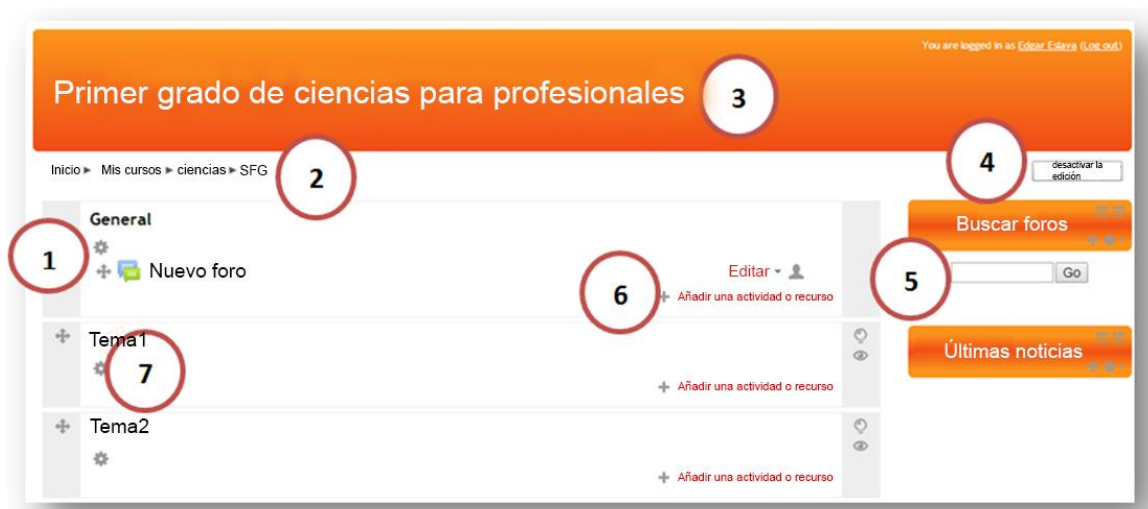 You are logged in as Edgar Eslava (Log out)
Primer grado de ciencias para profesionales
3
Inicio ► Mis cursos ► ciencias ► SFG
2
4
desactivar la
edición
General
Buscar foros
1
Nuevo foro
Editar
6
Añadir una actividad o recurso
5
Go
Tema1
7
Añadir una actividad o recurso
Últimas noticias
Tema2
Añadir una actividad o recurso